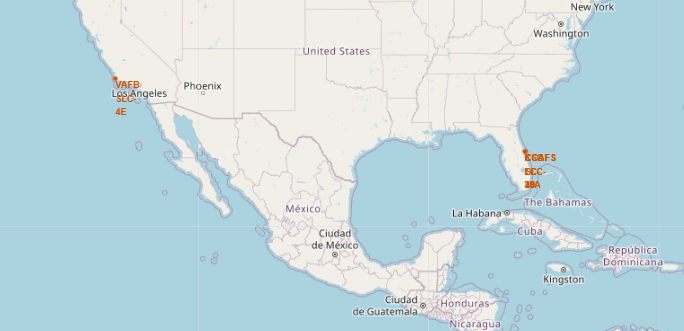 New York
Washington
United States
VAFB
SLC-
4E
Los Angeles
Phoenix
The Bahamas
México
La Habana
Cuba
Ciudad
de México
República
Dominicana
Kingston
Ciudad
de Guatemala
Honduras
Nicaragua